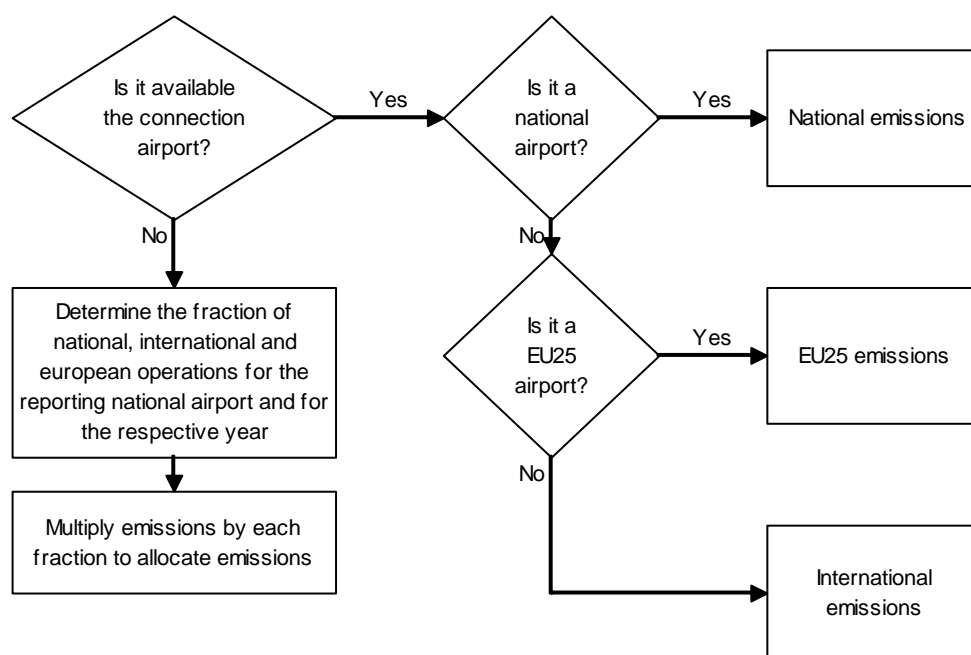 Is it available
the connection
airport?
Yes
Is it a
national
airport?
Yes
National emissions
No
No
Determine the fraction of
national, international and
european operations for the
reporting national airport and for
the respective year
Is it a
EU25
airport?
Yes
EU25 emissions
No
Multiply emissions by each
fraction to allocate emissions
International
emissions